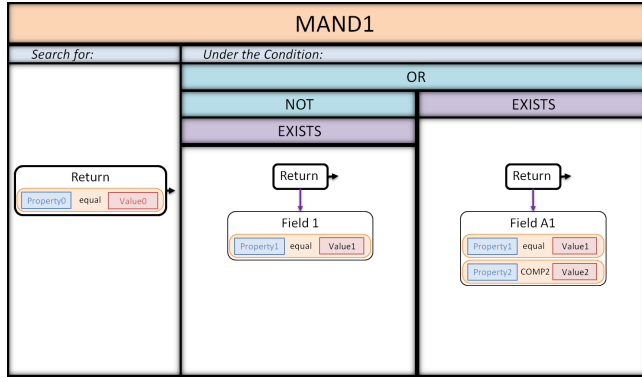 MAND1
Search for:
Under the Condition:
OR
NOT
EXISTS
EXISTS
Return
Property0 equal Value0
Return
Field 1
Property1 equal Value1
Return
Field A1
Property1 equal Value1
Property2 COMP2 Value2